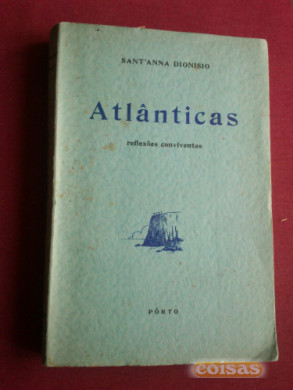 SANT'ANNA DIONISIO
Atlânticas
reflexões conviventes
PÔRTO
coisas